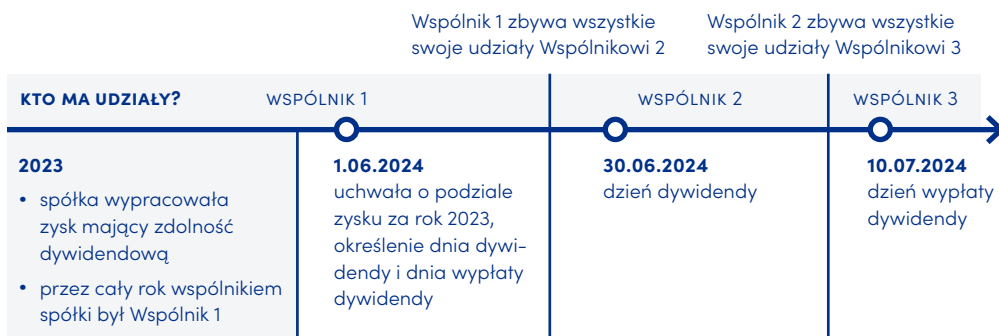 Wspólnik 1 zbywa wszystkie
swoje udziały Wspólnikowi 2
Wspólnik 2 zbywa wszystkie
swoje udziały Wspólnikowi 3
KTO MA UDZIAŁY?
WSPÓLNIK 1
WSPÓLNIK 2
WSPÓLNIK 3
2023
• spółka wypracowała
zysk mający zdolność
dywidendową
• przez cały rok wspólnikiem
spółki był Wspólnik 1
1.06.2024
uchwała o podziale
zysku za rok 2023,
określenie dnia dywi-
dendy i dnia wypłaty
dywidendy
30.06.2024
dzień dywidendy
10.07.2024
dzień wypłaty
dywidendy